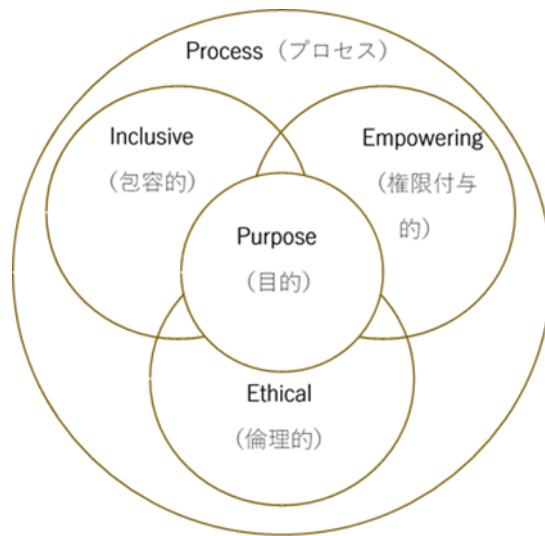 Process（プロセス）
Inclusive
（包容的）
Empowering
（権限付与
的）
Purpose
（目的）
Ethical
（倫理的）